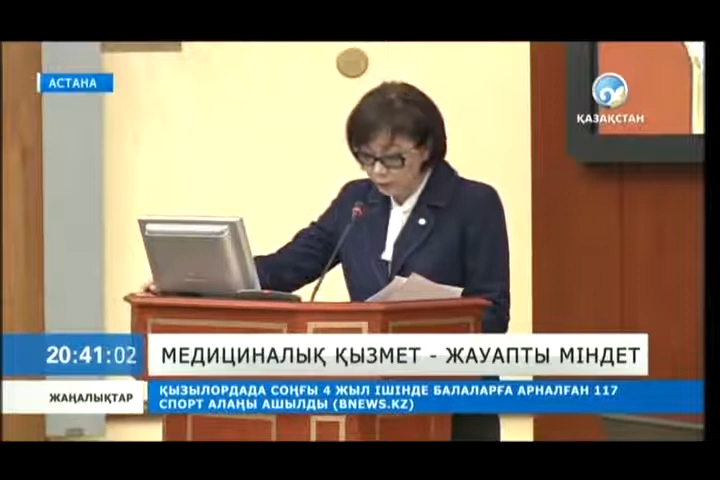 АСТАНА
ҚАЗАҚСТАН
20:41:02
МЕДИЦИНАЛЫҚ ҚЫЗМЕТ - ЖАУАПТЫ МІНДЕТ
ЖАҢАЛЫҚТАР
ҚЫЗЫЛОРДАДА СОҢҒЫ 4 ЖЫЛ ІШІНДЕ БАЛАЛАРҒА АРНАЛҒАН 117
СПОРТ АЛАҢЫ АШЫЛДЫ (BNEWS.KZ)